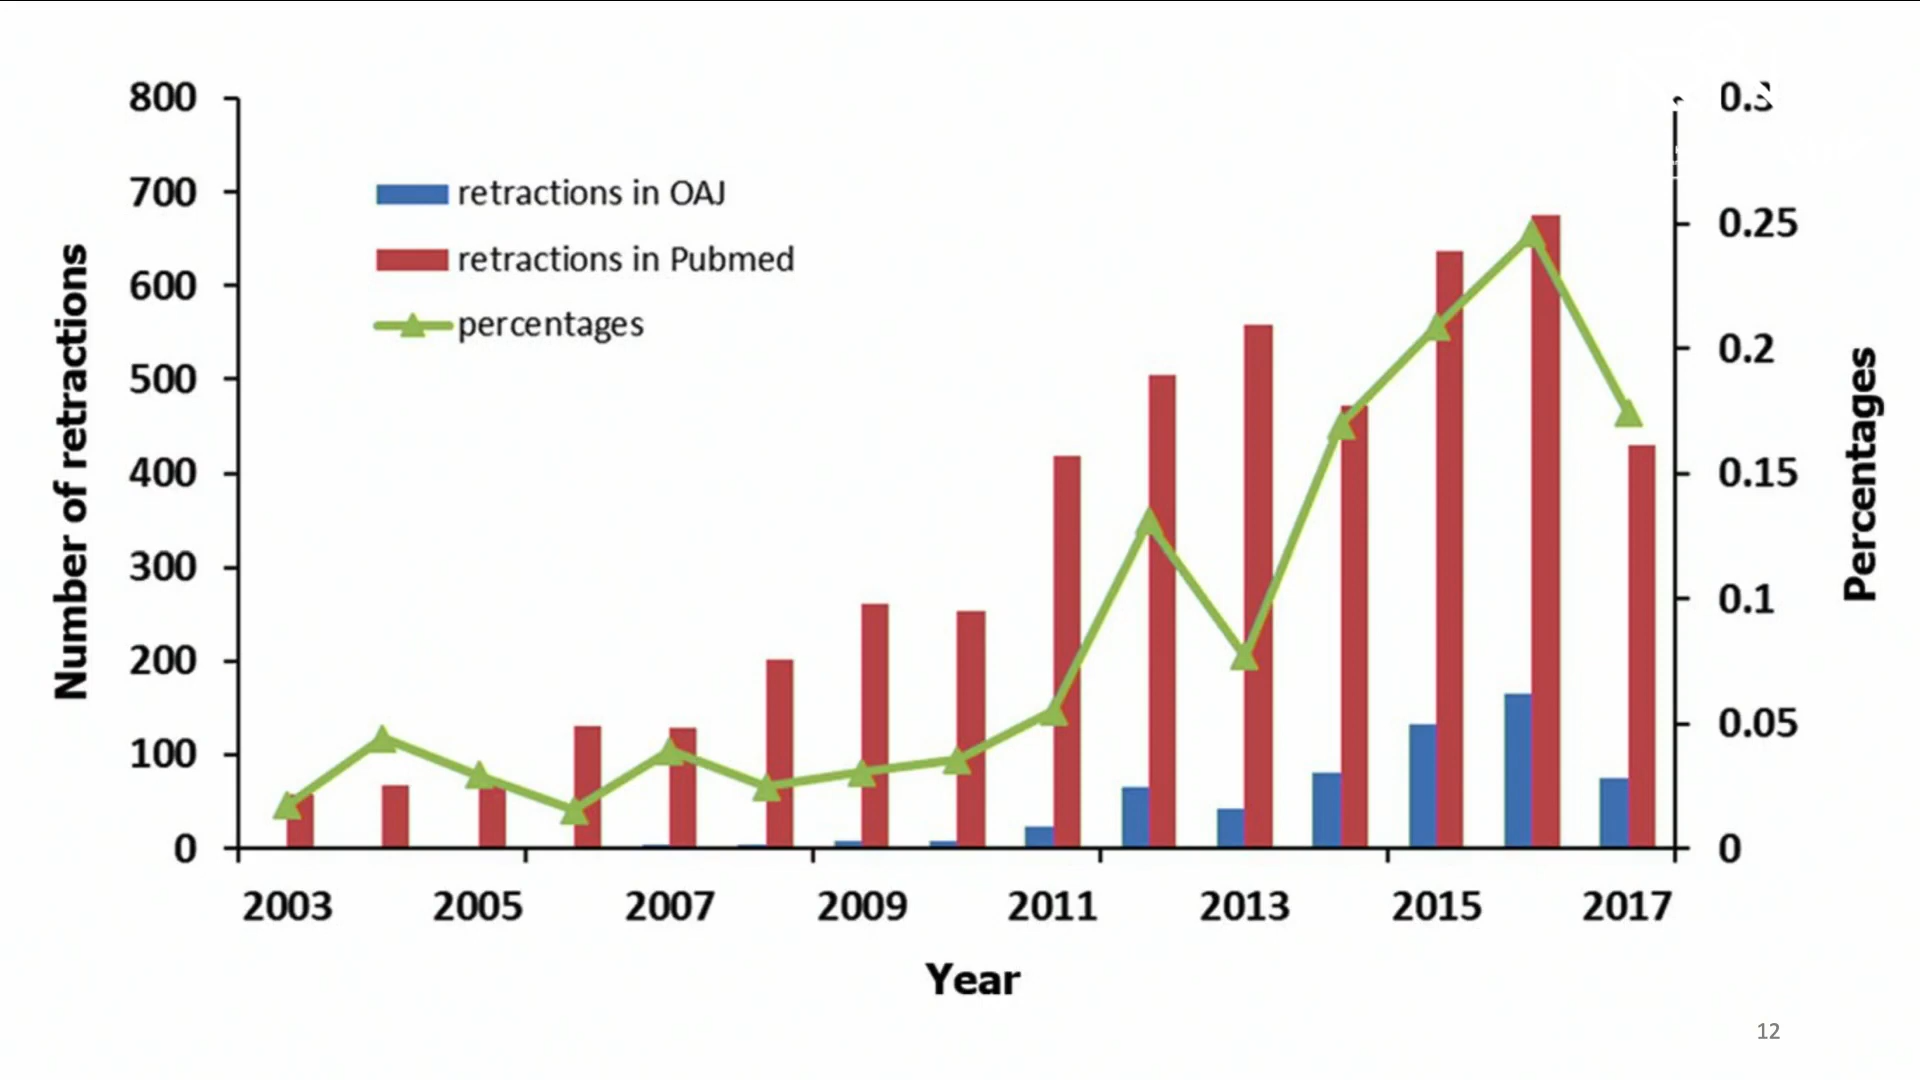 800
700
600
500
400
300
200
100
0
Number of retractions
retractions in OAJ
retractions in Pubmed
percentages
0.3
0.25
0.2
0.15
0.1
0.05
0
Percentages
2003 2005 2007 2009 2011 2013 2015 2017
Year
12